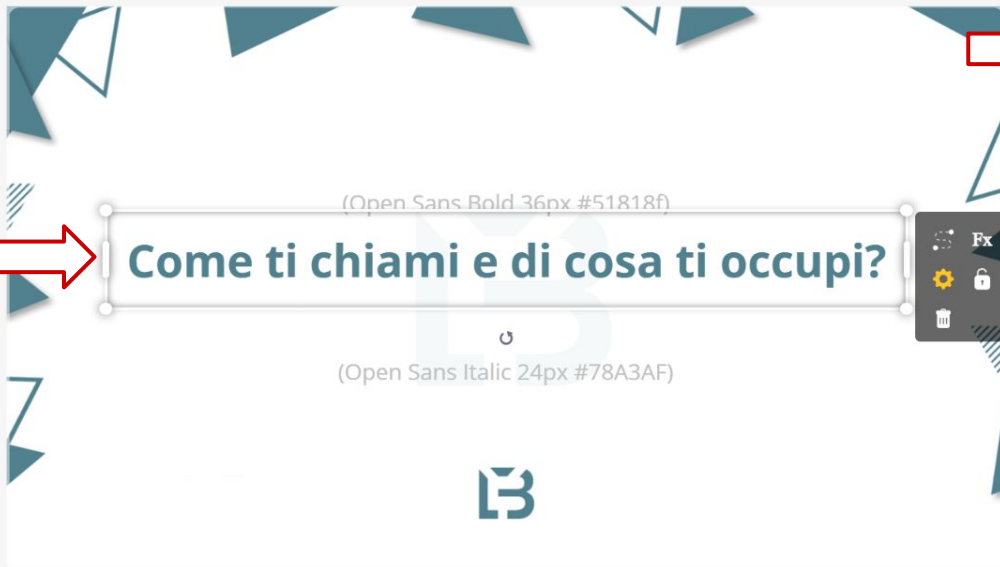 (Open Sans Bold 36px #51818f)
Come ti chiami e di cosa ti occupi?
Fx
(Open Sans Italic 24px #78A3AF)